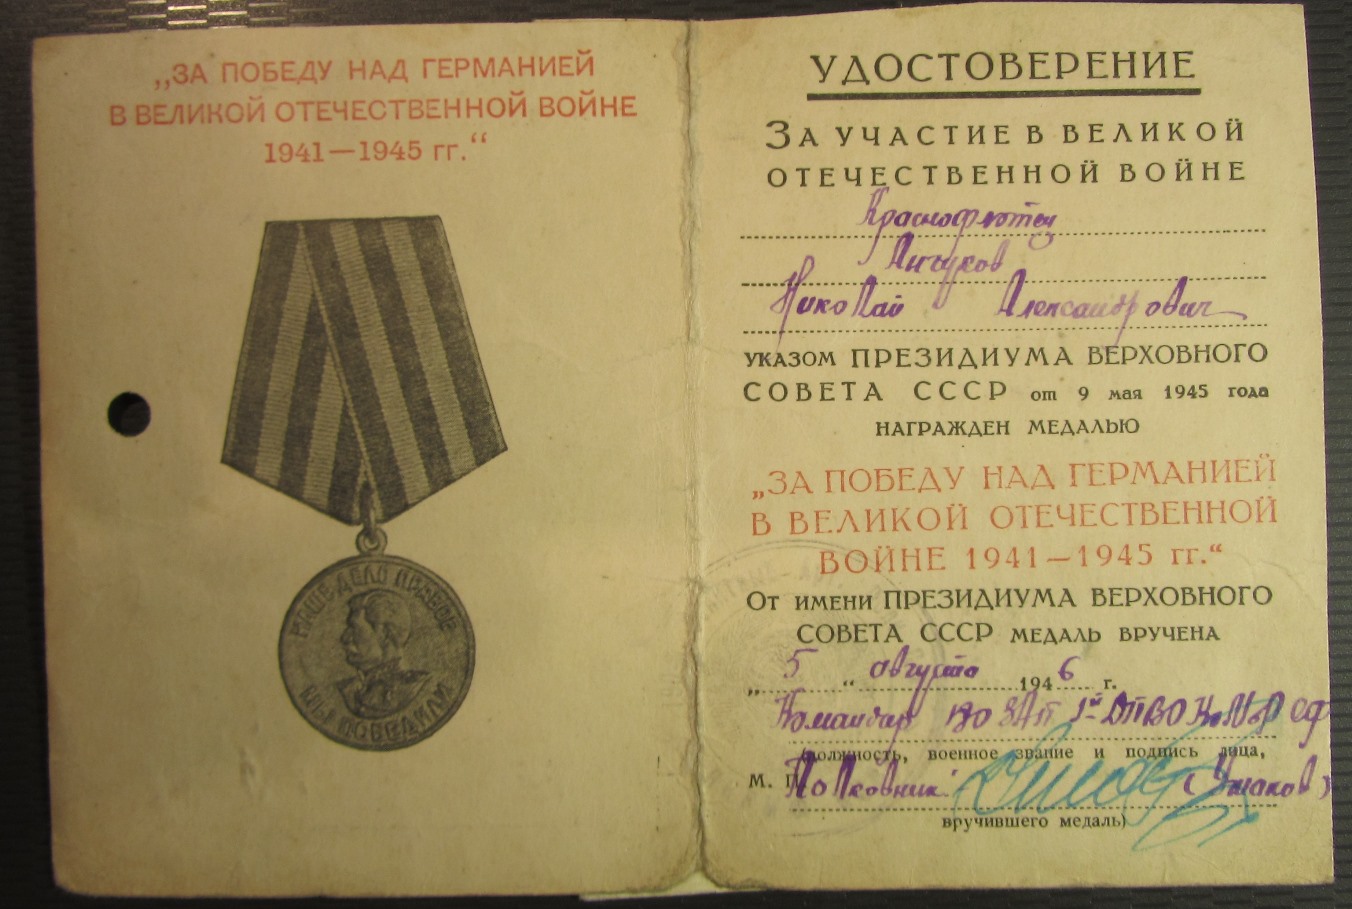 „ЗА ПОБЕДУ НАД ГЕРМАНИЕЙ
В ВЕЛИКОЙ ОТЕЧЕСТВЕННОЙ ВОЙНЕ
1941—1945 гг.“
НАШЕ ДЕЛО ПРАВОЕ
МЫ ПОБЕДИЛИ
УДОСТОВЕРЕНИЕ
ЗА УЧАСТИЕ В ВЕЛИКОЙ
ОТЕЧЕСТВЕННОЙ ВОЙНЕ
Краснофлотец
Николай Александрович
УКАЗОМ ПРЕЗИДИУМА ВЕРХОВНОГО
СОВЕТА СССР от 9 мая 1945 года
НАГРАЖДЕН МЕДАЛЬЮ
„ЗА ПОБЕДУ НАД ГЕРМАНИЕЙ
В ВЕЛИКОЙ ОТЕЧЕСТВЕННОЙ
ВОЙНЕ 1941—1945 гг.“
ОТ ИМЕНИ ПРЕЗИДИУМА ВЕРХОВНОГО
СОВЕТА СССР МЕДАЛЬ ВРУЧЕНА
„5“ августа 1946 г.
Командир
(должность, военное звание и подпись лица,
М. П. Полковник (Ушаков)
вручившего медаль)